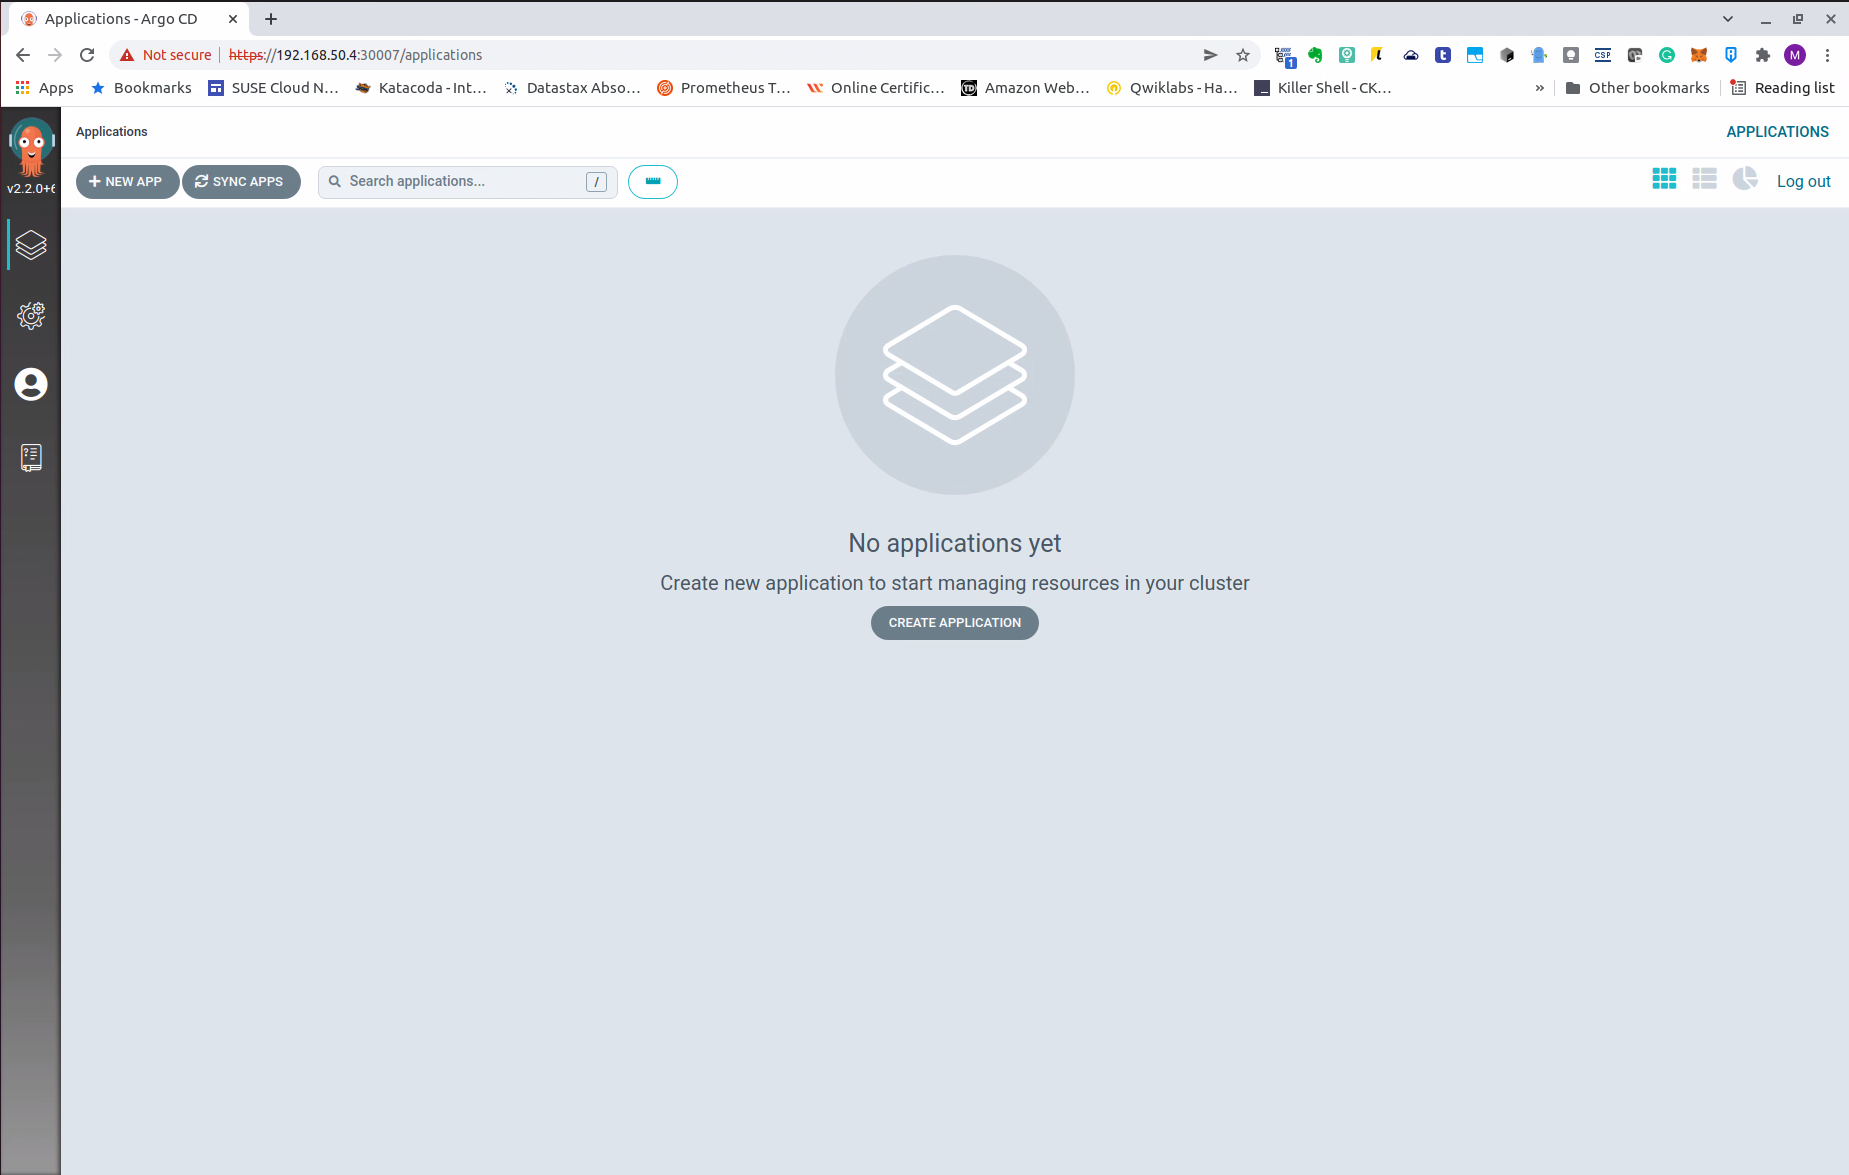 Applications - Argo CD
Not secure https://192.168.50.4:30007/applications
1
CSP
M
Apps Bookmarks SUSE Cloud N... Katacoda - Int... Datastax Abso... Prometheus T... Online Certific... Amazon Web... Qwiklabs - Ha... Killer Shell - CK... » Other bookmarks Reading list
Applications APPLICATIONS
v2.2.0+6
NEW APP SYNC APPS Search applications... / Log out
No applications yet
Create new application to start managing resources in your cluster
CREATE APPLICATION